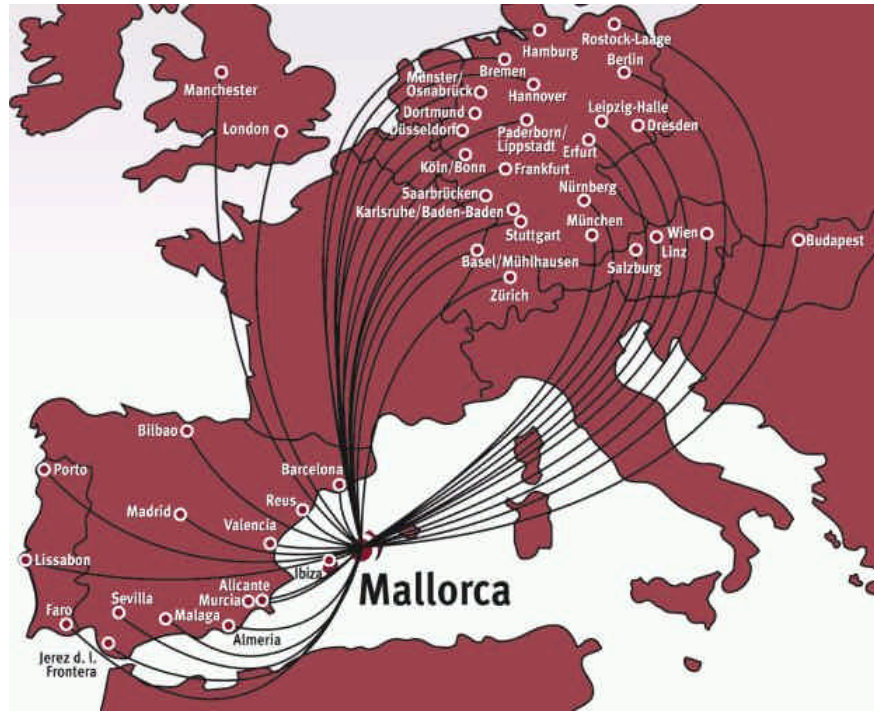 Hamburg
Rostock-Laage
Bremen
Berlin
Manchester
Münster/
Osnabrück
Hannover
Dortmund
Leipzig-Halle
London
Düsseldorf
Paderborn/
Lippstadt
Dresden
Erfurt
Köln/Bonn
Frankfurt
Saarbrücken
Nürnberg
Karlsruhe/Baden-Baden
München
Stuttgart
Wien
Linz
Budapest
Basel/Mühlhausen
Salzburg
Zürich
Bilbao
Porto
Barcelona
Reus
Madrid
Valencia
Lissabon
Ibiza
Mallorca
Alicante
Sevilla
Murcia
Faro
Malaga
Almeria
Jerez d. l.
Frontera